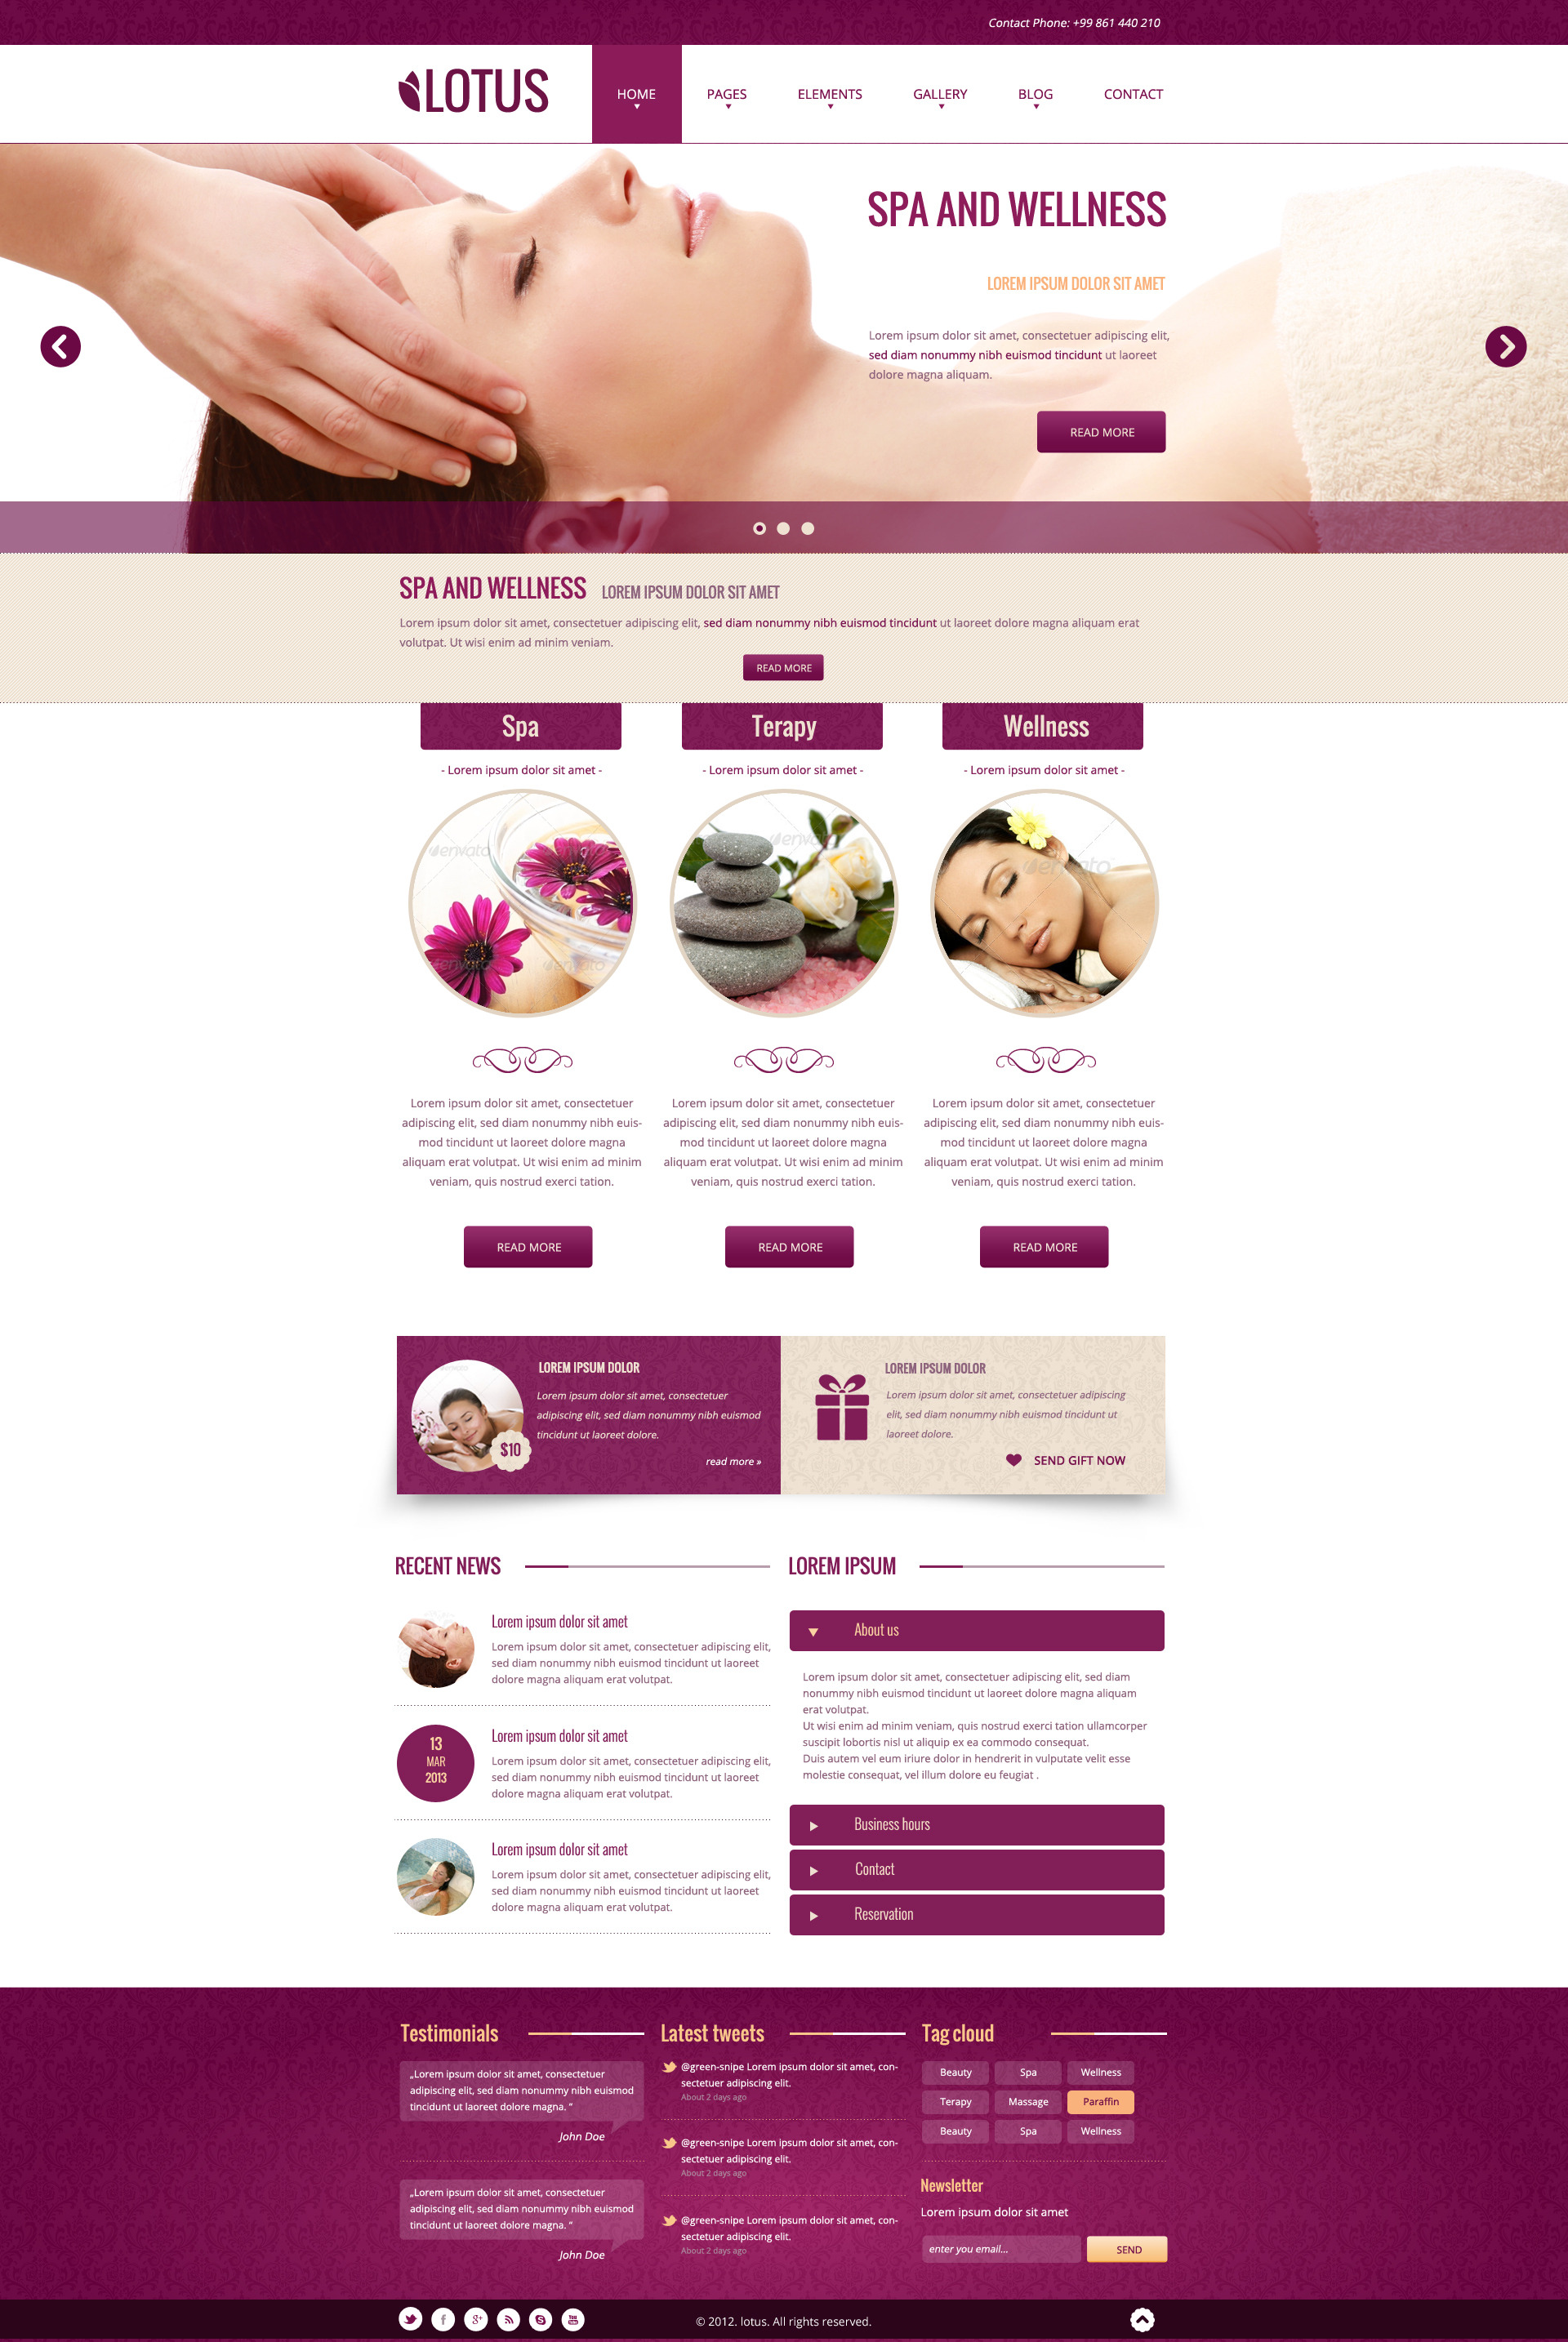 Contact Phone: +99 861 440 210
LOTUS
HOME PAGES ELEMENTS GALLERY BLOG CONTACT
SPA AND WELLNESS
LOREM IPSUM DOLOR SIT AMET
Lorem ipsum dolor sit amet, consectetuer adipiscing elit,
sed diam nonummy nibh euismod tincidunt ut laoreet
dolore magna aliquam.
READ MORE
SPA AND WELLNESS LOREM IPSUM DOLOR SIT AMET
Lorem ipsum dolor sit amet, consectetuer adipiscing elit, sed diam nonummy nibh euismod tincidunt ut laoreet dolore magna aliquam erat
volutpat. Ut wisi enim ad minim veniam.
READ MORE
Spa
- Lorem ipsum dolor sit amet -
envato
envato
envato
Lorem ipsum dolor sit amet, consectetuer
adipiscing elit, sed diam nonummy nibh euis-
mod tincidunt ut laoreet dolore magna
aliquam erat volutpat. Ut wisi enim ad minim
veniam, quis nostrud exerci tation.
READ MORE
Terapy
- Lorem ipsum dolor sit amet -
envato
Lorem ipsum dolor sit amet, consectetuer
adipiscing elit, sed diam nonummy nibh euis-
mod tincidunt ut laoreet dolore magna
aliquam erat volutpat. Ut wisi enim ad minim
veniam, quis nostrud exerci tation.
READ MORE
Wellness
- Lorem ipsum dolor sit amet -
envato
Lorem ipsum dolor sit amet, consectetuer
adipiscing elit, sed diam nonummy nibh euis-
mod tincidunt ut laoreet dolore magna
aliquam erat volutpat. Ut wisi enim ad minim
veniam, quis nostrud exerci tation.
READ MORE
LOREM IPSUM DOLOR
Lorem ipsum dolor sit amet, consectetuer
adipiscing elit, sed diam nonummy nibh euismod
tincidunt ut laoreet dolore.
$10
read more »
LOREM IPSUM DOLOR
Lorem ipsum dolor sit amet, consectetuer adipiscing
elit, sed diam nonummy nibh euismod tincidunt ut
laoreet dolore.
SEND GIFT NOW
RECENT NEWS
Lorem ipsum dolor sit amet
Lorem ipsum dolor sit amet, consectetuer adipiscing elit,
sed diam nonummy nibh euismod tincidunt ut laoreet
dolore magna aliquam erat volutpat.
13
MAR
2013
Lorem ipsum dolor sit amet
Lorem ipsum dolor sit amet, consectetuer adipiscing elit,
sed diam nonummy nibh euismod tincidunt ut laoreet
dolore magna aliquam erat volutpat.
Lorem ipsum dolor sit amet
Lorem ipsum dolor sit amet, consectetuer adipiscing elit,
sed diam nonummy nibh euismod tincidunt ut laoreet
dolore magna aliquam erat volutpat.
LOREM IPSUM
About us
Lorem ipsum dolor sit amet, consectetuer adipiscing elit, sed diam
nonummy nibh euismod tincidunt ut laoreet dolore magna aliquam
erat volutpat.
Ut wisi enim ad minim veniam, quis nostrud exerci tation ullamcorper
suscipit lobortis nisl ut aliquip ex ea commodo consequat.
Duis autem vel eum iriure dolor in hendrerit in vulputate velit esse
molestie consequat, vel illum dolore eu feugiat .
Business hours
Contact
Reservation
Testimonials
„Lorem ipsum dolor sit amet, consectetuer
adipiscing elit, sed diam nonummy nibh euismod
tincidunt ut laoreet dolore magna. “
John Doe
„Lorem ipsum dolor sit amet, consectetuer
adipiscing elit, sed diam nonummy nibh euismod
tincidunt ut laoreet dolore magna. “
John Doe
Latest tweets
@green-snipe Lorem ipsum dolor sit amet, con-
sectetuer adipiscing elit.
About 2 days ago
@green-snipe Lorem ipsum dolor sit amet, con-
sectetuer adipiscing elit.
About 2 days ago
@green-snipe Lorem ipsum dolor sit amet, con-
sectetuer adipiscing elit.
About 2 days ago
Tag cloud
Beauty Spa Wellness
Terapy Massage Paraffin
Beauty Spa Wellness
Newsletter
Lorem ipsum dolor sit amet
enter you email...
SEND
© 2012. lotus. All rights reserved.